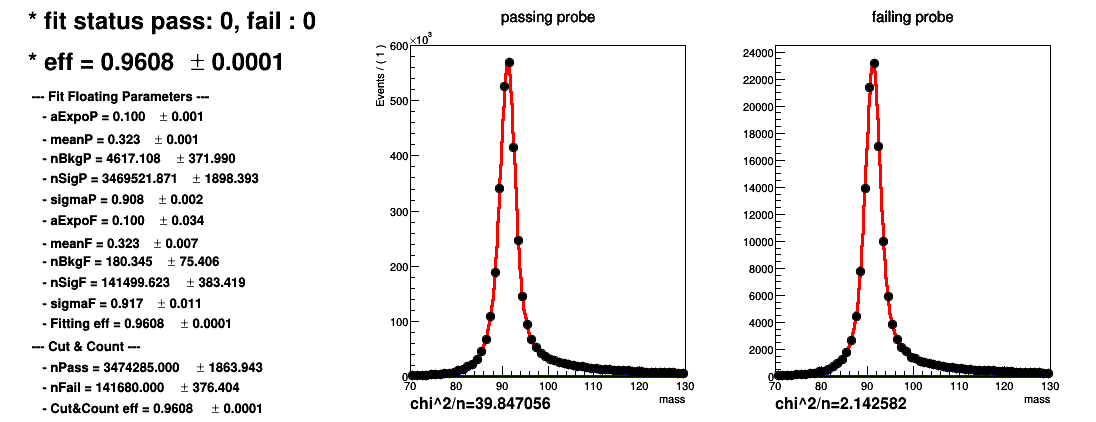 * fit status pass: 0, fail : 0
* eff = 0.9608 ± 0.0001
--- Fit Floating Parameters ---
- aExpoP = 0.100 ± 0.001
- meanP = 0.323 ± 0.001
- nBkgP = 4617.108 ± 371.990
- nSigP = 3469521.871 ± 1898.393
- sigmaP = 0.908 ± 0.002
- aExpoF = 0.100 ± 0.034
- meanF = 0.323 ± 0.007
- nBkgF = 180.345 ± 75.406
- nSigF = 141499.623 ± 383.419
- sigmaF = 0.917 ± 0.011
- Fitting eff = 0.9608 ± 0.0001
--- Cut & Count ---
- nPass = 3474285.000 ± 1863.943
- nFail = 141680.000 ± 376.404
- Cut&Count eff = 0.9608 ± 0.0001
passing probe
×10³
Events / ( 1 )
600
500
400
300
200
100
0
70 80 90 100 110 120 130
mass
chi^2/n=39.847056
failing probe
24000
22000
20000
18000
16000
14000
12000
10000
8000
6000
4000
2000
0
70 80 90 100 110 120 130
mass
chi^2/n=2.142582